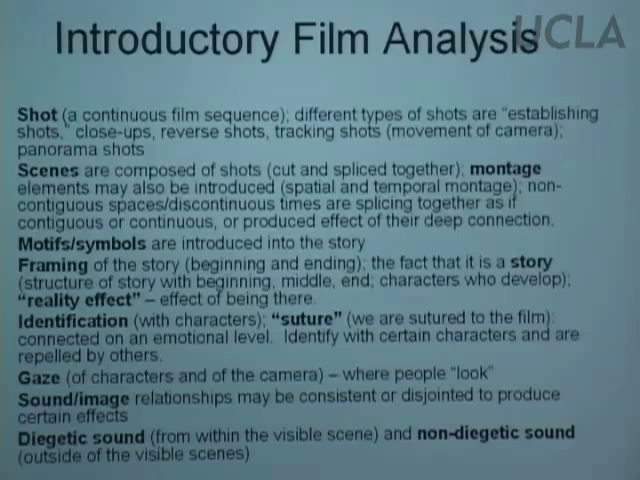 Introductory Film Analysis
UCLA
Shot (a continuous film sequence); different types of shots are "establishing
shots," close-ups, reverse shots, tracking shots (movement of camera);
panorama shots
Scenes are composed of shots (cut and spliced together); montage
elements may also be introduced (spatial and temporal montage); non-
contiguous spaces/discontinuous times are splicing together as if
contiguous or continuous, or produced effect of their deep connection.
Motifs/symbols are introduced into the story
Framing of the story (beginning and ending); the fact that it is a story
(structure of story with beginning, middle, end; characters who develop);
"reality effect" – effect of being there.
Identification (with characters); "suture" (we are sutured to the film):
connected on an emotional level. Identify with certain characters and are
repelled by others.
Gaze (of characters and of the camera) – where people "look"
Sound/image relationships may be consistent or disjointed to produce
certain effects
Diegetic sound (from within the visible scene) and non-diegetic sound
(outside of the visible scenes)